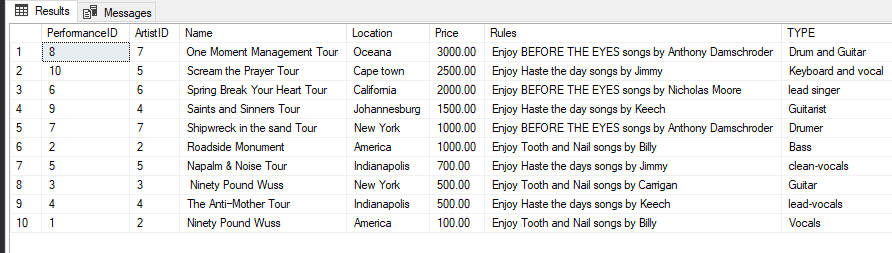 Results Messages
PerformanceID ArtistID Name Location Price Rules TYPE
1 8 7 One Moment Management Tour Oceana 3000.00 Enjoy BEFORE THE EYES songs by Anthony Damschroder Drum and Guitar
2 10 5 Scream the Prayer Tour Cape town 2500.00 Enjoy Haste the day songs by Jimmy Keyboard and vocal
3 6 6 Spring Break Your Heart Tour California 2000.00 Enjoy BEFORE THE EYES songs by Nicholas Moore lead singer
4 9 4 Saints and Sinners Tour Johannesburg 1500.00 Enjoy Haste the day songs by Keech Guitarist
5 7 7 Shipwreck in the sand Tour New York 1000.00 Enjoy BEFORE THE EYES songs by Anthony Damschroder Drumer
6 2 2 Roadside Monument America 1000.00 Enjoy Tooth and Nail songs by Billy Bass
7 5 5 Napalm & Noise Tour Indianapolis 700.00 Enjoy Haste the days songs by Jimmy clean-vocals
8 3 3 Ninety Pound Wuss New York 500.00 Enjoy Tooth and Nail songs by Carrigan Guitar
9 4 4 The Anti-Mother Tour Indianapolis 500.00 Enjoy Haste the days songs by Keech lead-vocals
10 1 2 Ninety Pound Wuss America 100.00 Enjoy Tooth and Nail songs by Billy Vocals